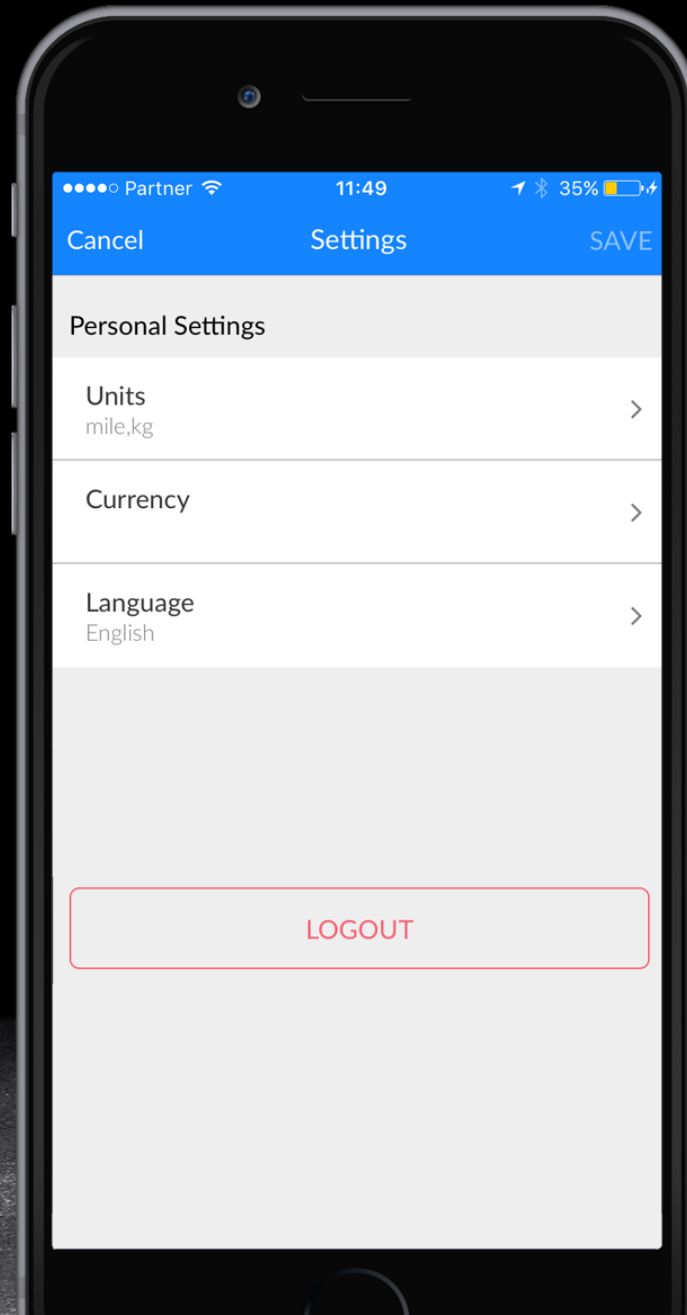 Partner 11:49 35%
Cancel Settings SAVE
Personal Settings
Units
mile,kg
Currency
Language
English
LOGOUT